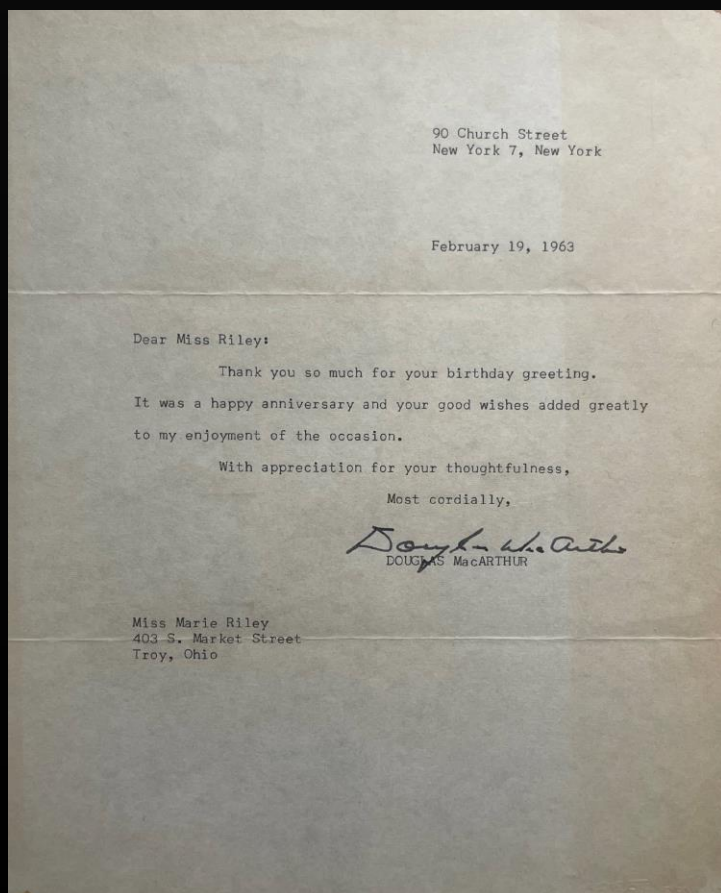 90 Church Street
New York 7, New York
February 19, 1963
Dear Miss Riley:
Thank you so much for your birthday greeting.
It was a happy anniversary and your good wishes added greatly
to my enjoyment of the occasion.
With appreciation for your thoughtfulness,
Most cordially,
Douglas MacArthur
DOUGLAS MacARTHUR
Miss Marie Riley
403 S. Market Street
Troy, Ohio